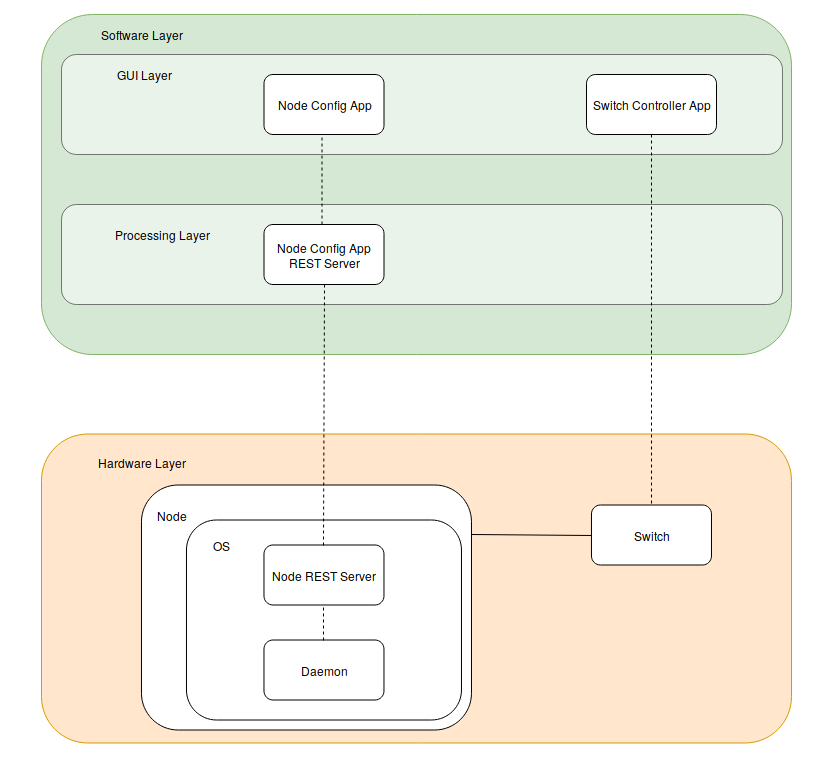 Software Layer
GUI Layer
Node Config App
Switch Controller App
Processing Layer
Node Config App
REST Server
Hardware Layer
Node
OS
Node REST Server
Switch
Daemon